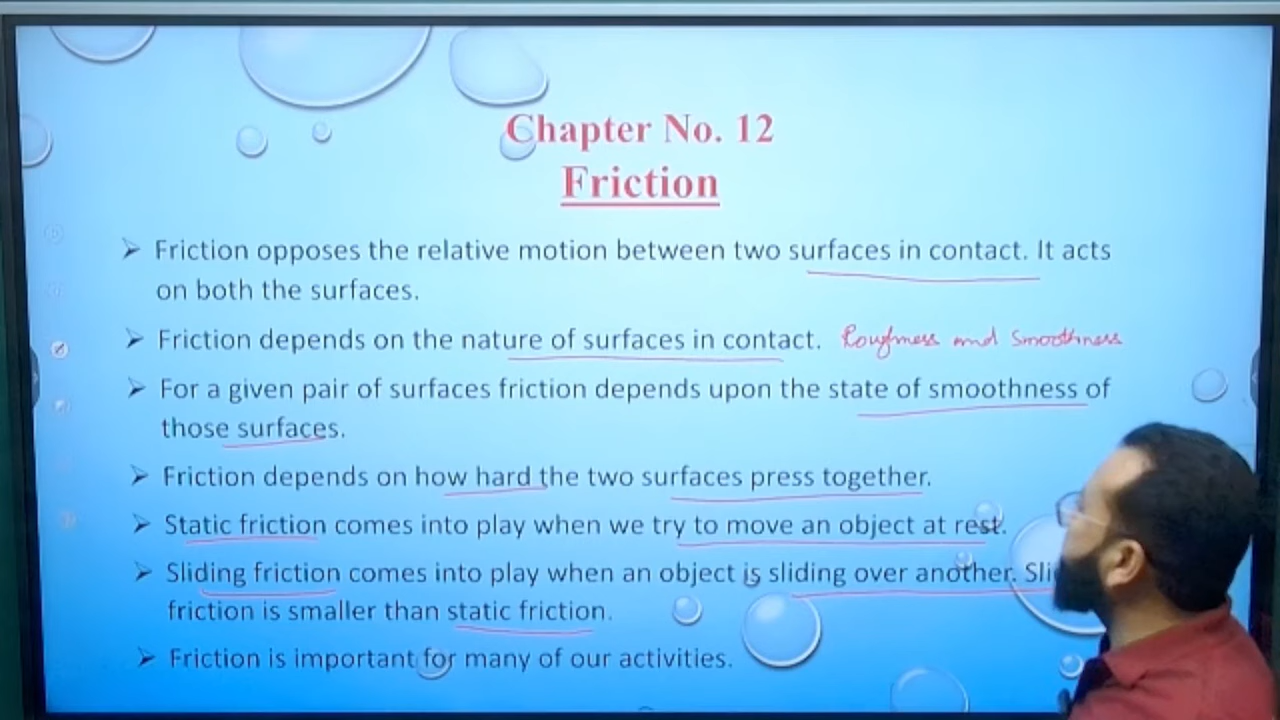 Chapter No. 12
Friction
➢ Friction opposes the relative motion between two surfaces in contact. It acts
on both the surfaces.
➢ Friction depends on the nature of surfaces in contact. Roughness and Smoothness
➢ For a given pair of surfaces friction depends upon the state of smoothness of
those surfaces.
➢ Friction depends on how hard the two surfaces press together.
➢ Static friction comes into play when we try to move an object at rest.
➢ Sliding friction comes into play when an object is sliding over another.
friction is smaller than static friction.
➢ Friction is important for many of our activities.